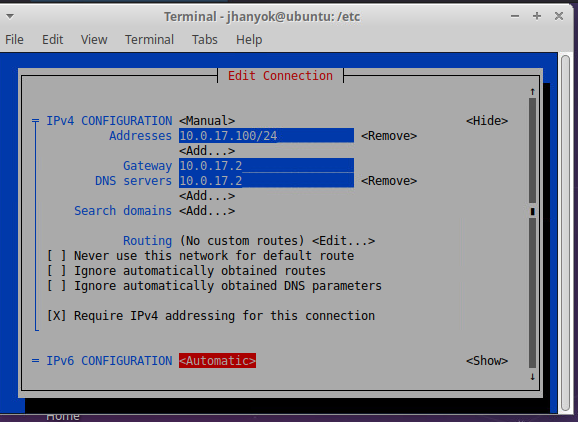 Terminal - jhanyok@ubuntu: /etc
File Edit View Terminal Tabs Help
Edit Connection
IPv4 CONFIGURATION <Manual> <Hide>
Addresses 10.0.17.100/24 <Remove>
<Add...>
Gateway 10.0.17.2
DNS servers 10.0.17.2 <Remove>
<Add...>
Search domains <Add...>
Routing (No custom routes) <Edit...>
[ ] Never use this network for default route
[ ] Ignore automatically obtained routes
[ ] Ignore automatically obtained DNS parameters
[X] Require IPv4 addressing for this connection
IPv6 CONFIGURATION <Automatic> <Show>
Home